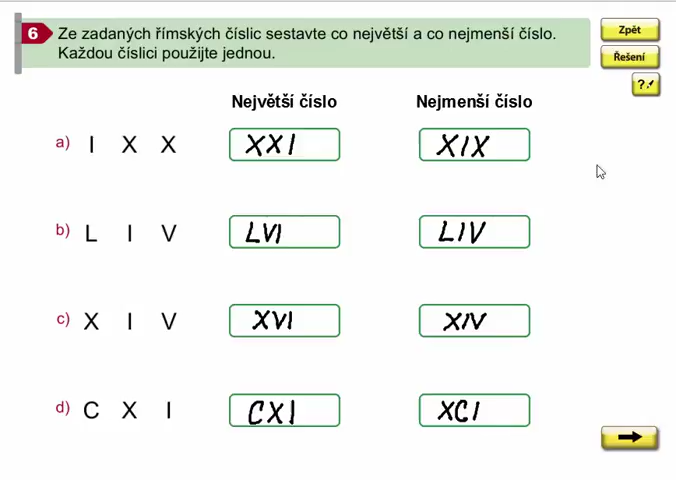 6 Ze zadaných římských číslic sestavte co největší a co nejmenší číslo.
Každou číslici použijte jednou.
Zpět
Řešení
?
Největší číslo Nejmenší číslo
a) I X X XXI XIX
b) L I V LVI LIV
c) X I V XVI XIV
d) C X I CXI XCI